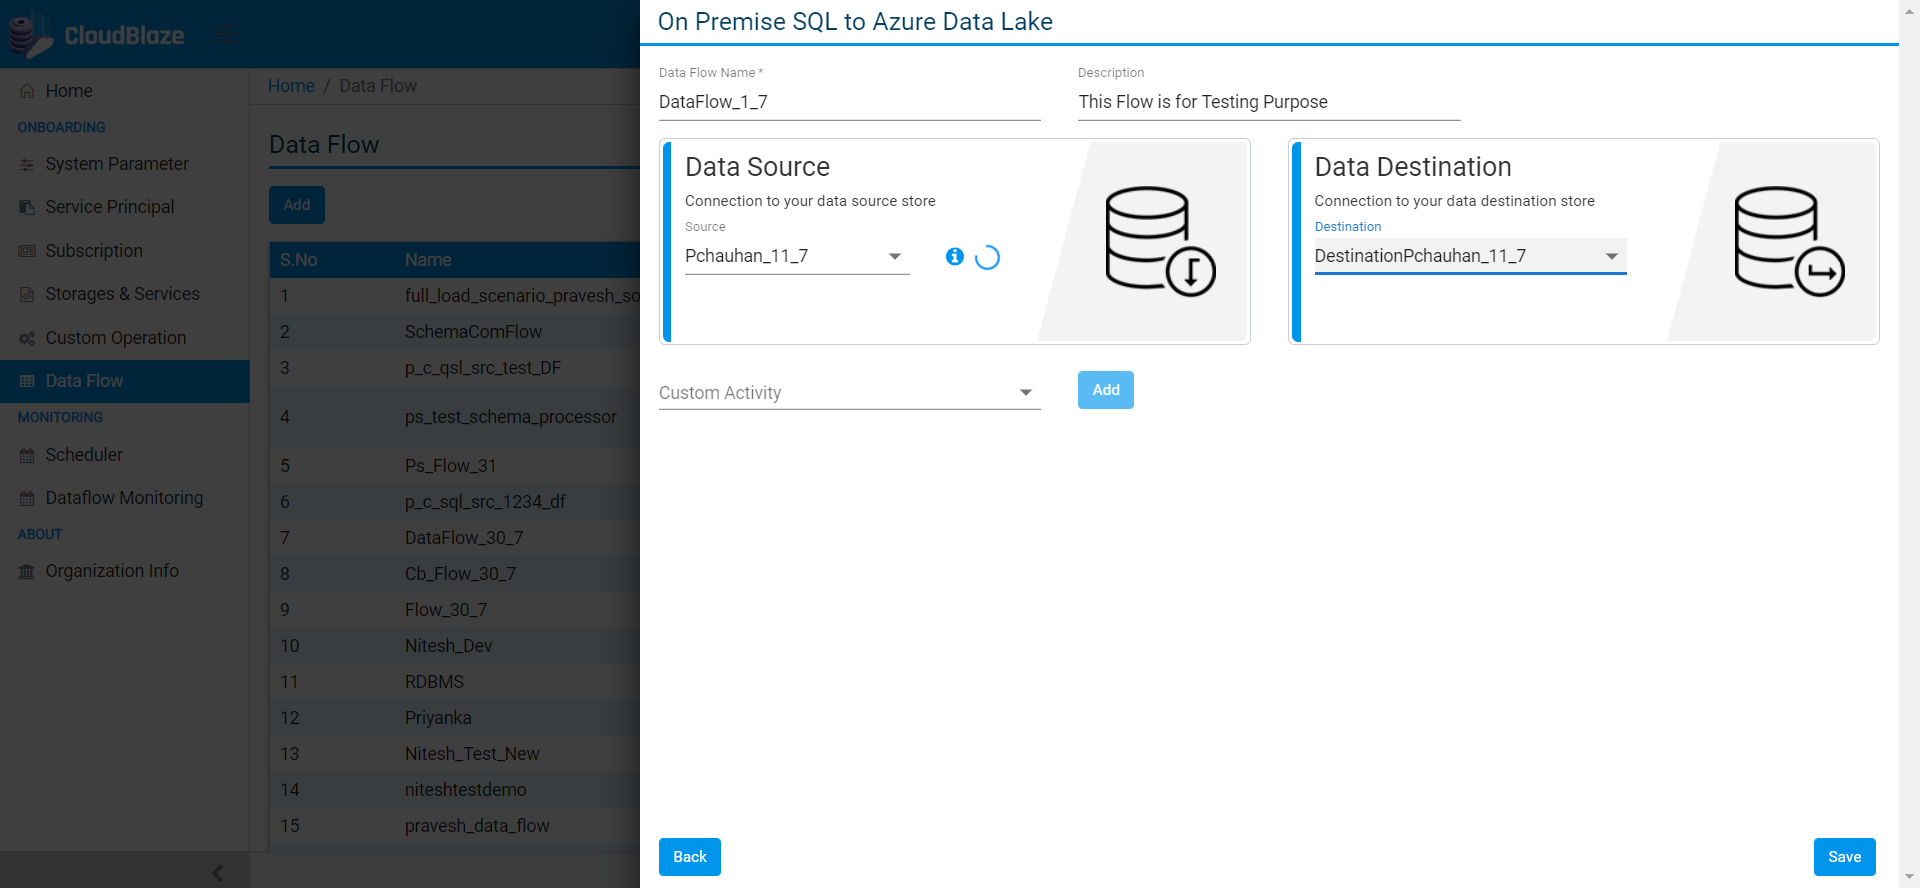 CloudBlaze
Home
ONBOARDING
System Parameter
Service Principal
Subscription
Storages & Services
Custom Operation
Data Flow
MONITORING
Scheduler
Dataflow Monitoring
ABOUT
Organization Info
Home / Data Flow
Data Flow
Add
S.No Name
1 full_load_scenario_pravesh_so
2 SchemaComFlow
3 p_c_qsl_src_test_DF
4 ps_test_schema_processor
5 Ps_Flow_31
6 p_c_sql_src_1234_df
7 DataFlow_30_7
8 Cb_Flow_30_7
9 Flow_30_7
10 Nitesh_Dev
11 RDBMS
12 Priyanka
13 Nitesh_Test_New
14 niteshtestdemo
15 pravesh_data_flow
On Premise SQL to Azure Data Lake
Data Flow Name * Description
DataFlow_1_7 This Flow is for Testing Purpose
Data Source
Connection to your data source store
Source
Pchauhan_11_7
Data Destination
Connection to your data destination store
Destination
DestinationPchauhan_11_7
Custom Activity
Add
Back
Save